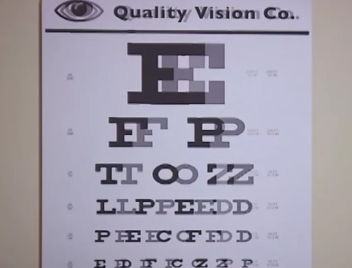 Quality Vision Co.
E
F P
T O Z
L P E D
P E C F D
E D F C Z P